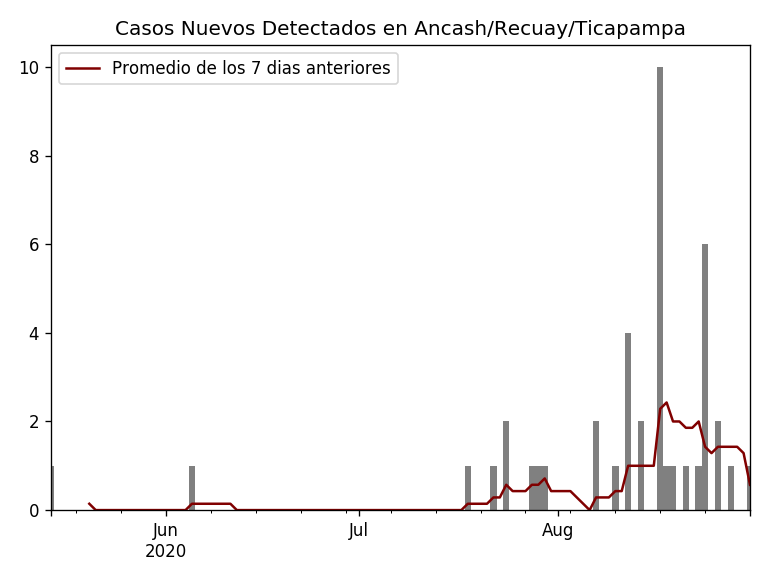 Casos Nuevos Detectados en Ancash/Recuay/Ticapampa
Promedio de los 7 dias anteriores
10
8
6
4
2
0
Jun
2020
Jul
Aug